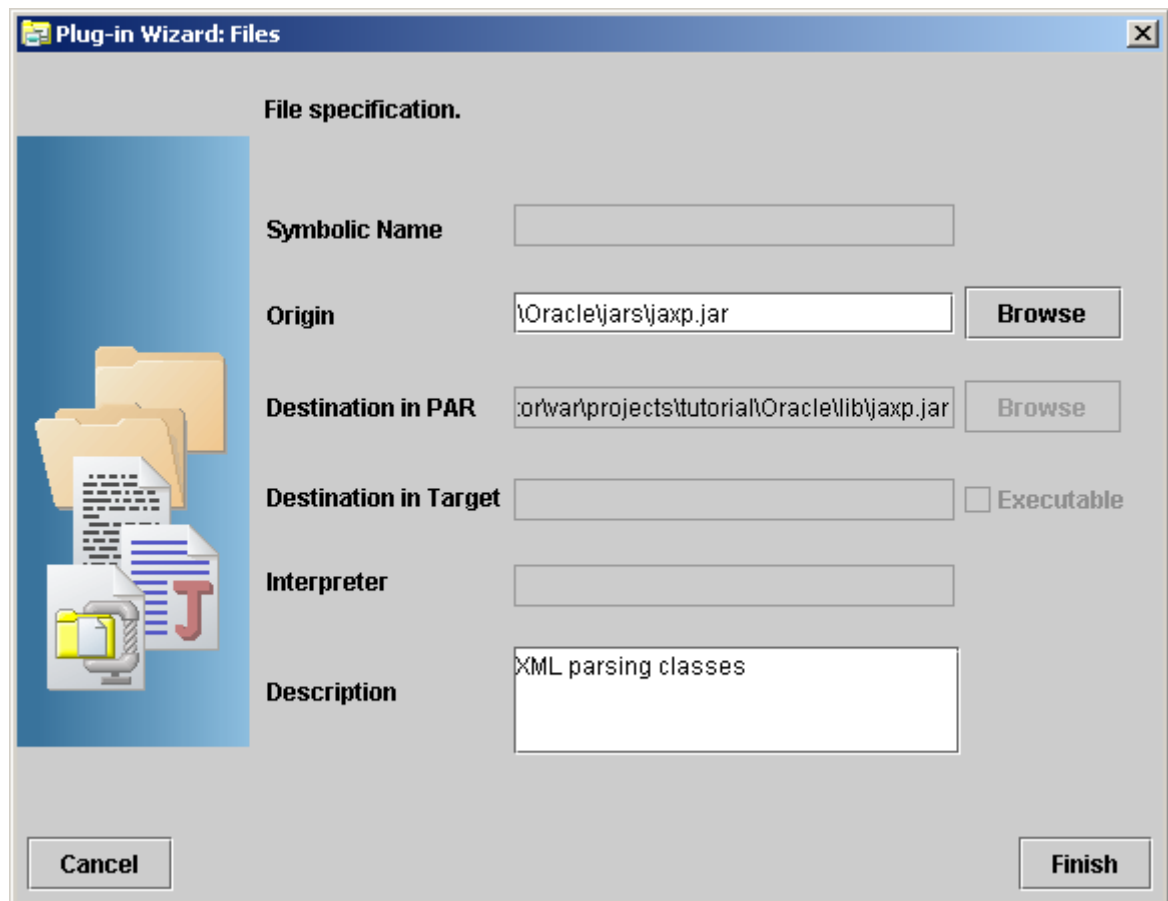 Plug-in Wizard: Files
File specification.
Symbolic Name
Origin
\Oracle\jars\jaxp.jar
Browse
Destination in PAR
:or\var\projects\tutorial\Oracle\lib\jaxp.jar
Browse
Destination in Target
Executable
Interpreter
Description
XML parsing classes
J
Cancel
Finish